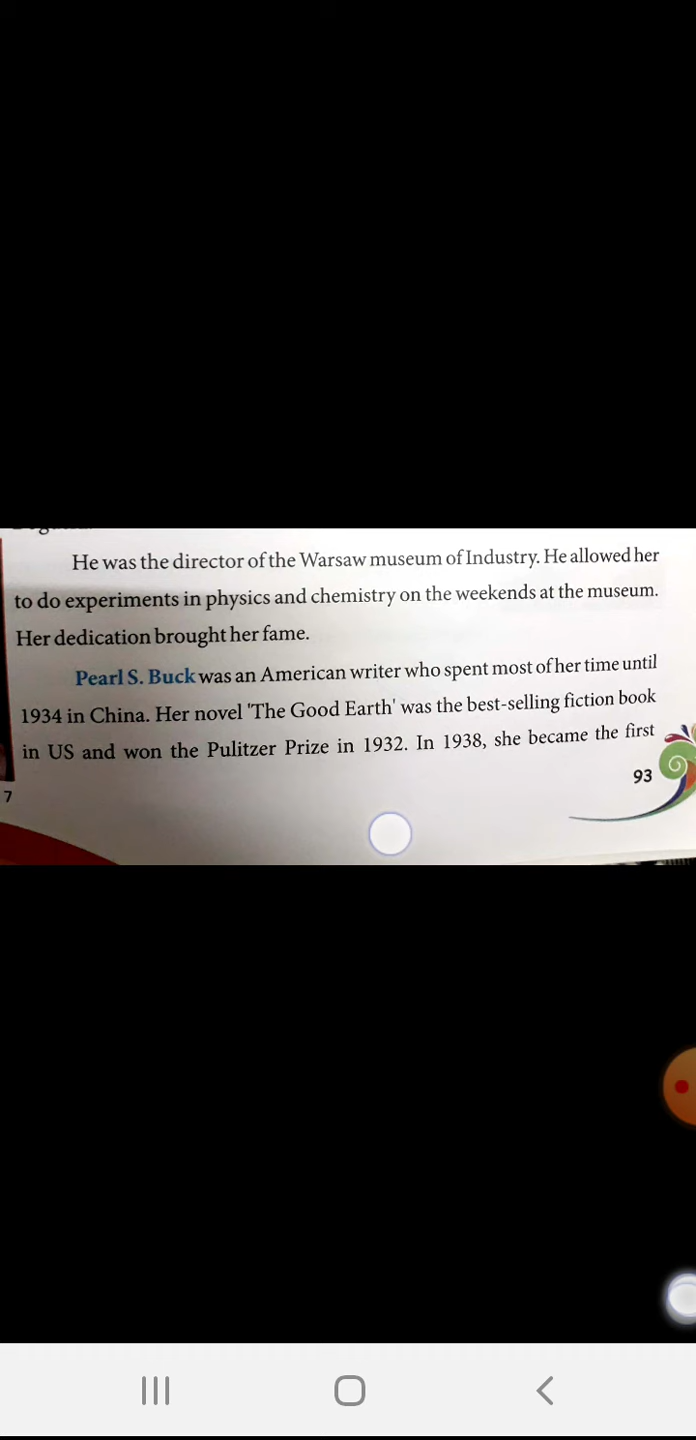 He was the director of the Warsaw museum of Industry. He allowed her
to do experiments in physics and chemistry on the weekends at the museum.
Her dedication brought her fame.
Pearl S. Buck was an American writer who spent most of her time until
1934 in China. Her novel 'The Good Earth' was the best-selling fiction book
in US and won the Pulitzer Prize in 1932. In 1938, she became the first
93
7